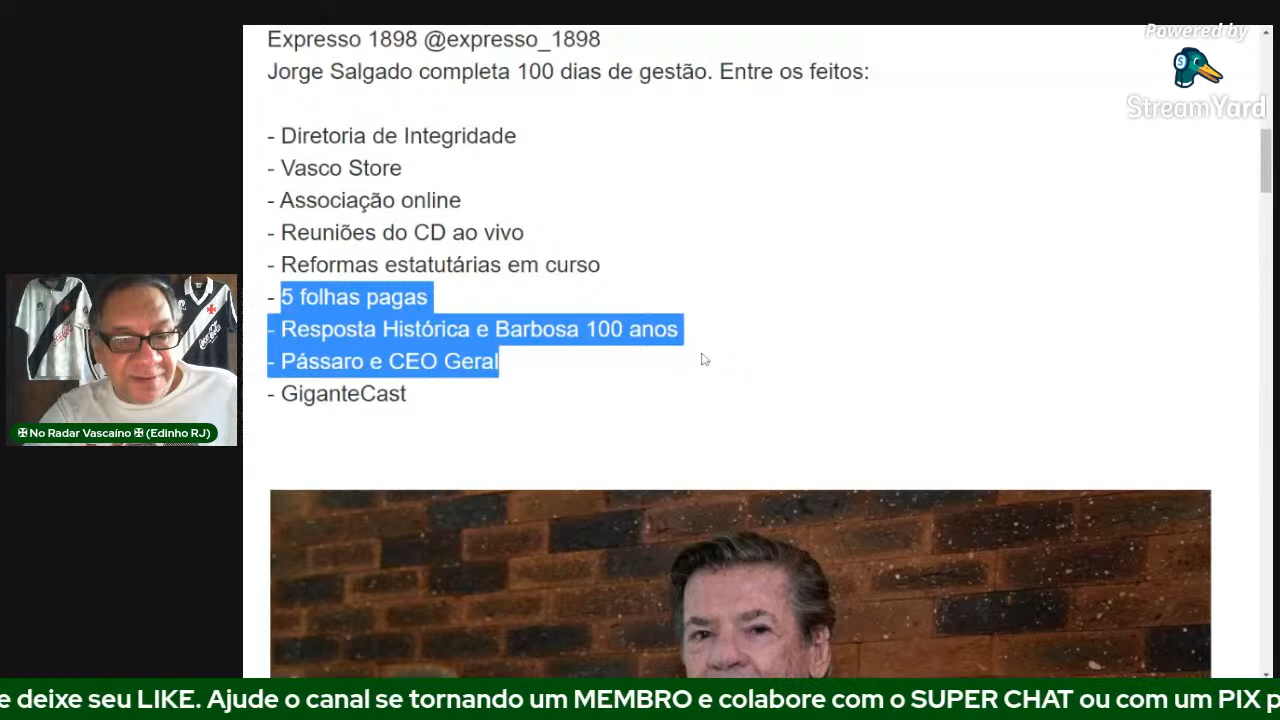 Expresso 1898 @expresso_1898
Jorge Salgado completa 100 dias de gestão. Entre os feitos:
- Diretoria de Integridade
- Vasco Store
- Associação online
- Reuniões do CD ao vivo
- Reformas estatutárias em curso
- 5 folhas pagas
- Resposta Histórica e Barbosa 100 anos
- Pássaro e CEO Geral
- GiganteCast
Powered by
S
StreamYard
✠ No Radar Vascaíno ✠ (Edinho RJ)
e deixe seu LIKE. Ajude o canal se tornando um MEMBRO e colabore com o SUPER CHAT ou com um PIX p